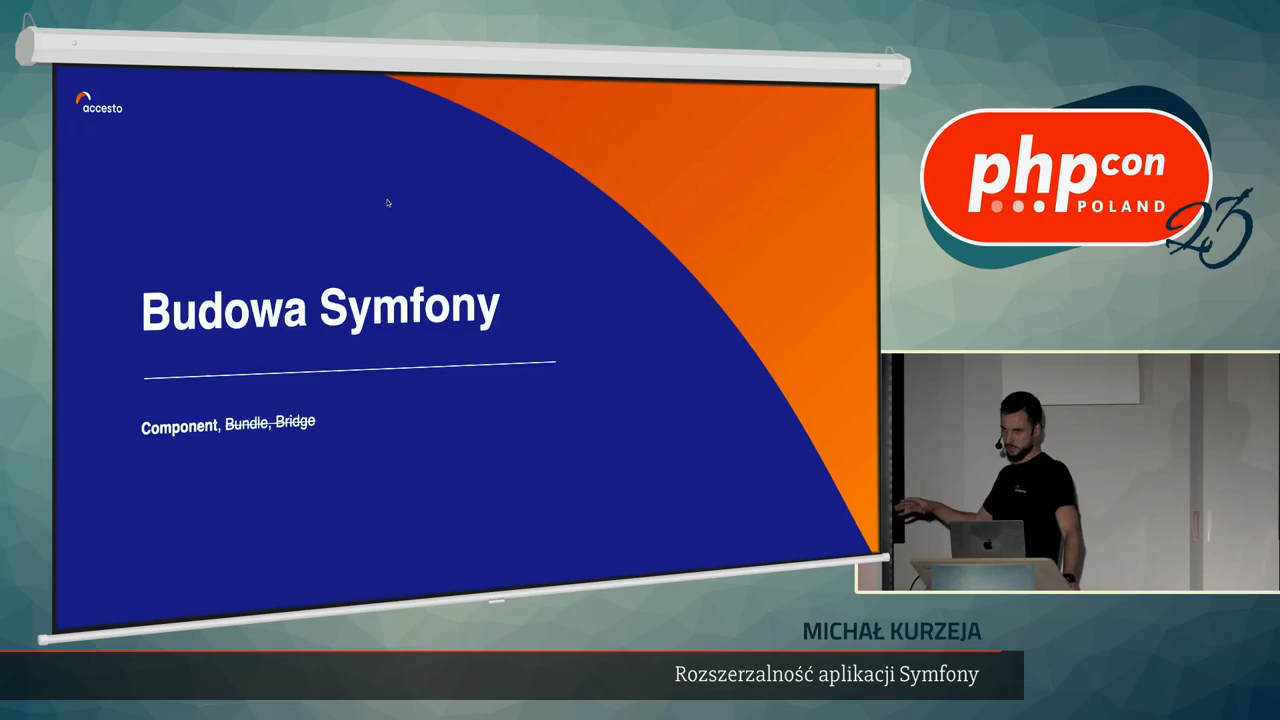 accesto
Budowa Symfony
Component, Bundle, Bridge
phpcon
POLAND
23
MICHAŁ KURZEJA
Rozszerzalność aplikacji Symfony